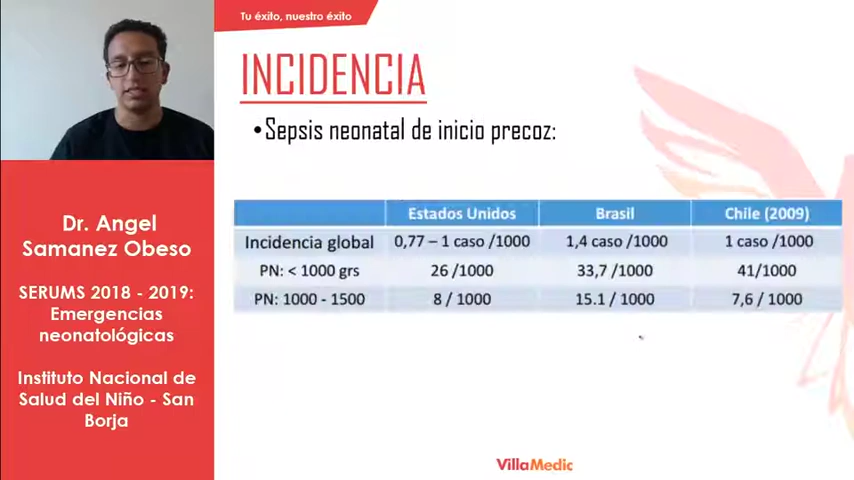 Tu éxito, nuestro éxito
INCIDENCIA
•Sepsis neonatal de inicio precoz:
Estados Unidos Brasil Chile (2009)
Incidencia global 0,77 – 1 caso /1000 1,4 caso /1000 1 caso /1000
PN: < 1000 grs 26 /1000 33,7 /1000 41/1000
PN: 1000 - 1500 8 / 1000 15.1 / 1000 7,6 / 1000
Dr. Angel
Samanez Obeso
SERUMS 2018 - 2019:
Emergencias
neonatológicas
Instituto Nacional de
Salud del Niño - San
Borja
VillaMedic